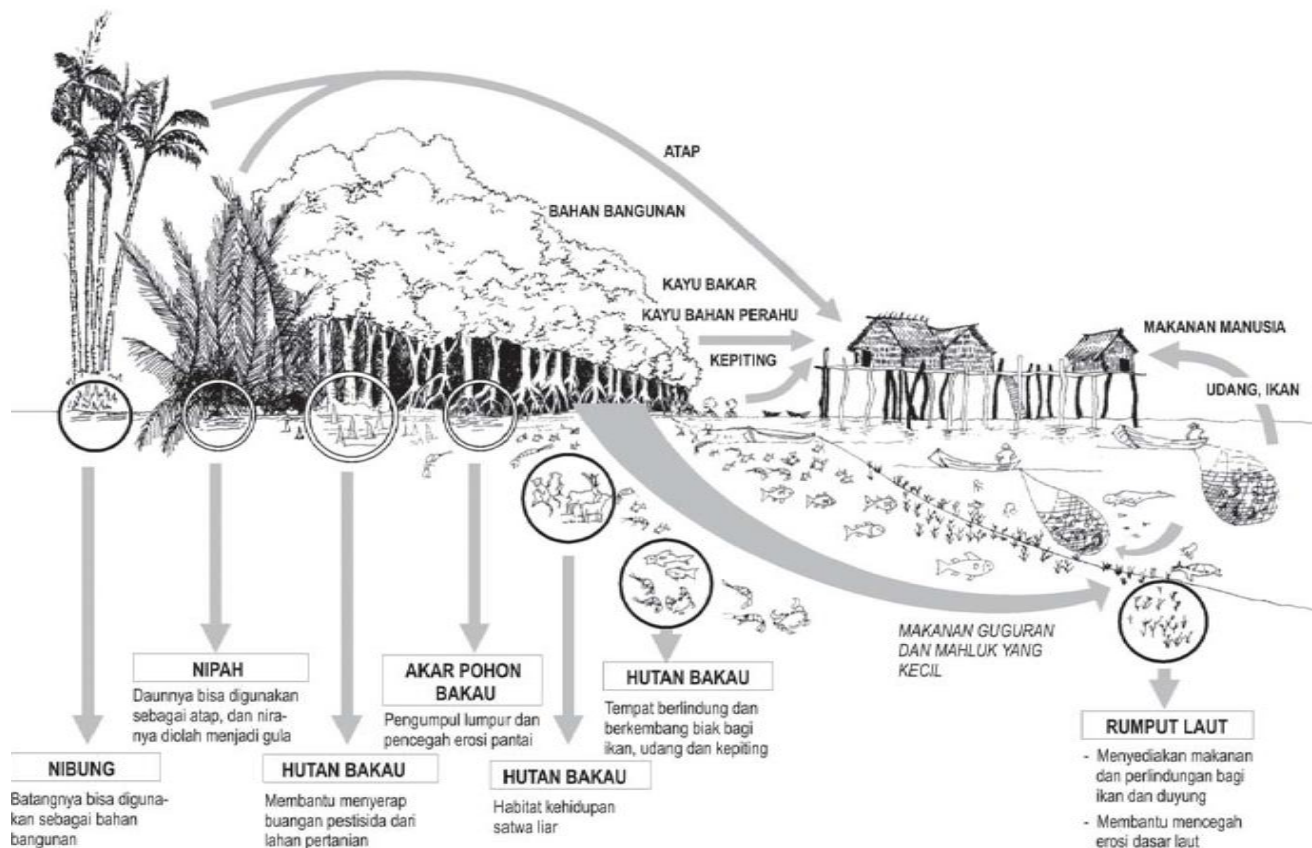 ATAP
BAHAN BANGUNAN
KAYU BAKAR
KAYU BAHAN PERAHU
KEPITING
MAKANAN MANUSIA
UDANG, IKAN
MAKANAN GUGURAN
DAN MAHLUK YANG
KECIL
NIBUNG
Batangnya bisa diguna-
kan sebagai bahan
bangunan
NIPAH
Daunnya bisa digunakan
sebagai atap, dan nira-
nya diolah menjadi gula
HUTAN BAKAU
Membantu menyerap
buangan pestisida dari
lahan pertanian
AKAR POHON
BAKAU
Pengumpul lumpur dan
pencegah erosi pantai
HUTAN BAKAU
Habitat kehidupan
satwa liar
HUTAN BAKAU
Tempat berlindung dan
berkembang biak bagi
ikan, udang dan kepiting
RUMPUT LAUT
- Menyediakan makanan
dan perlindungan bagi
ikan dan duyung
- Membantu mencegah
erosi dasar laut